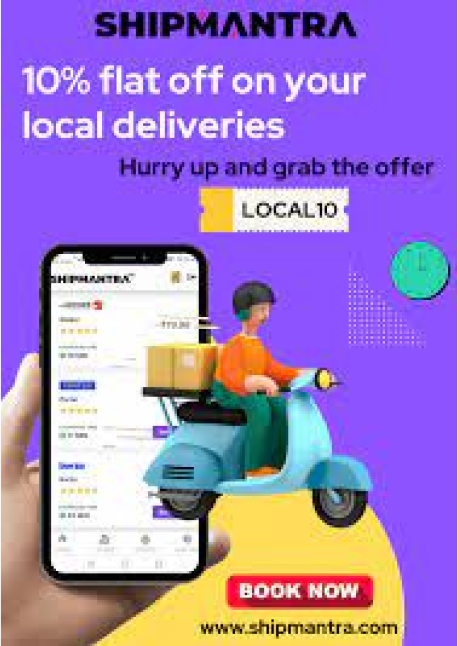 SHIPMANTRA
10% flat off on your
local deliveries
Hurry up and grab the offer
LOCAL10
SHIPMANTRA
BOOK NOW
www.shipmantra.com